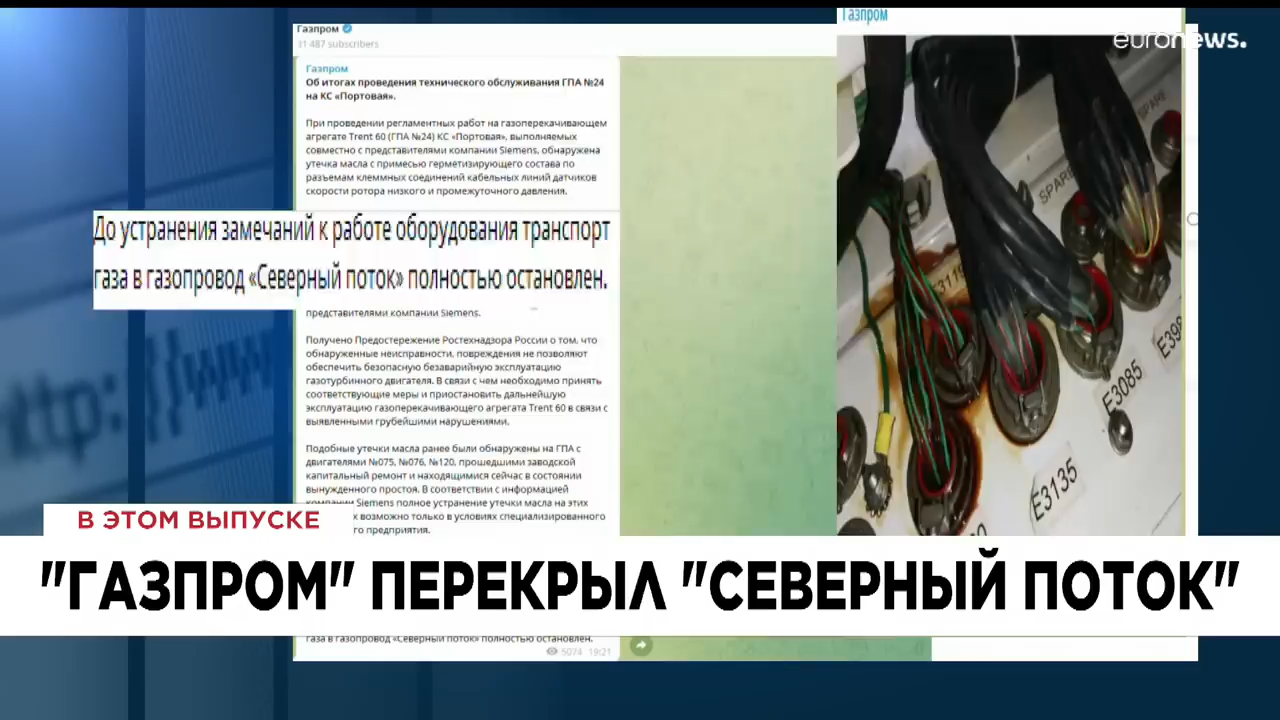 Газпром
euronews.
Газпром
31 487 subscribers
Газпром
Об итогах проведения технического обслуживания ГПА №24
на КС «Портовая».
При проведении регламентных работ на газоперекачивающем
агрегате Trent 60 (ГПА №24) КС «Портовая», выполняемых
совместно с представителями компании Siemens, обнаружена
утечка масла с примесью герметизирующего состава по
разъемам клеммных соединений кабельных линий датчиков
скорости ротора низкого и промежуточного давления.
До устранения замечаний к работе оборудования транспорт
газа в газопровод «Северный поток» полностью остановлен.
представителями компании Siemens.
Получено Предостережение Ростехнадзора России о том, что
обнаруженные неисправности, повреждения не позволяют
обеспечить безопасную безаварийную эксплуатацию
газотурбинного двигателя. В связи с чем необходимо принять
соответствующие меры и приостановить дальнейшую
эксплуатацию газоперекачивающего агрегата Trent 60 в связи с
выявленными грубейшими нарушениями.
Подобные утечки масла ранее были обнаружены на ГПА с
двигателями №075, №076, №120, прошедшими заводской
капитальный ремонт и находящимися сейчас в состоянии
вынужденного простоя. В соответствии с информацией
компании Siemens полное устранение утечки масла на этих
х возможно только в условиях специализированного
го предприятия.
SPARE
SPARE
E3085
E3135
http:
В ЭТОМ ВЫПУСКЕ
"ГАЗПРОМ" ПЕРЕКРЫЛ "СЕВЕРНЫЙ ПОТОК"
газа в газопровод «Северный поток» полностью остановлен.
5074 19:21